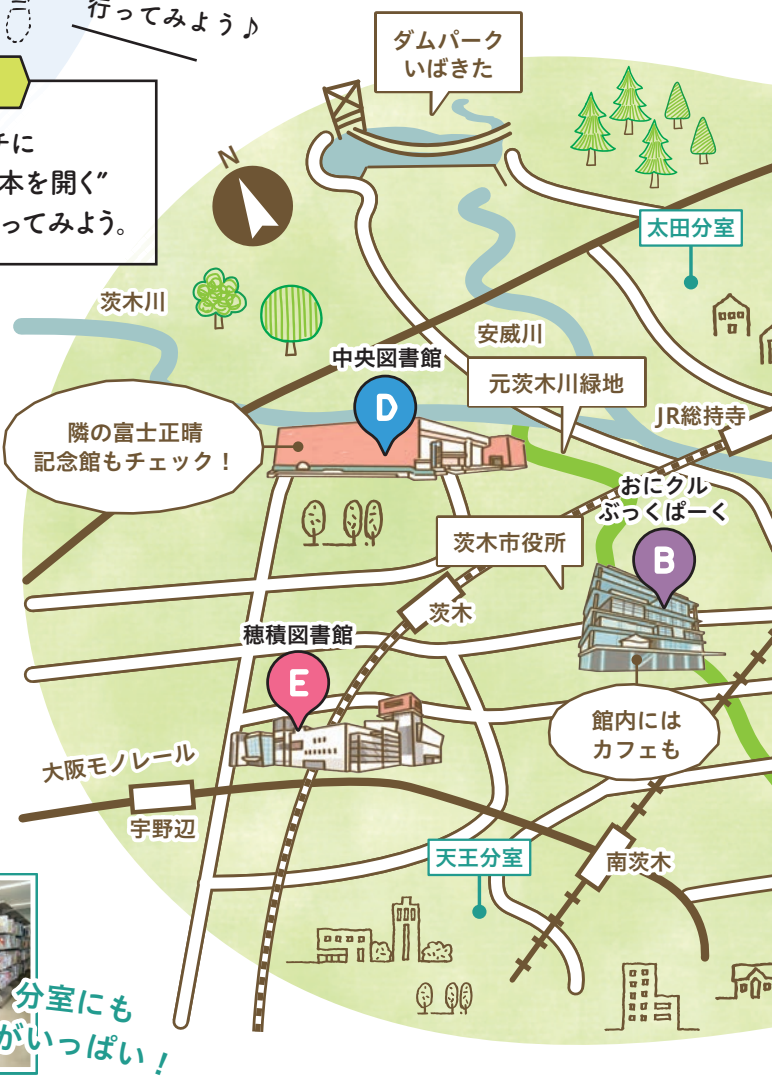 行ってみよう♪
チに
本を開く”
ってみよう。
ダムパーク
いばきた
N
太田分室
茨木川
安威川
中央図書館
D
元茨木川緑地
隣の富士正晴
記念館もチェック！
JR総持寺
おにクル
ぶっくぱーく
B
茨木市役所
茨木
穂積図書館
E
館内には
カフェも
大阪モノレール
宇野辺
天王分室
南茨木
分室にも
がいっぱい！